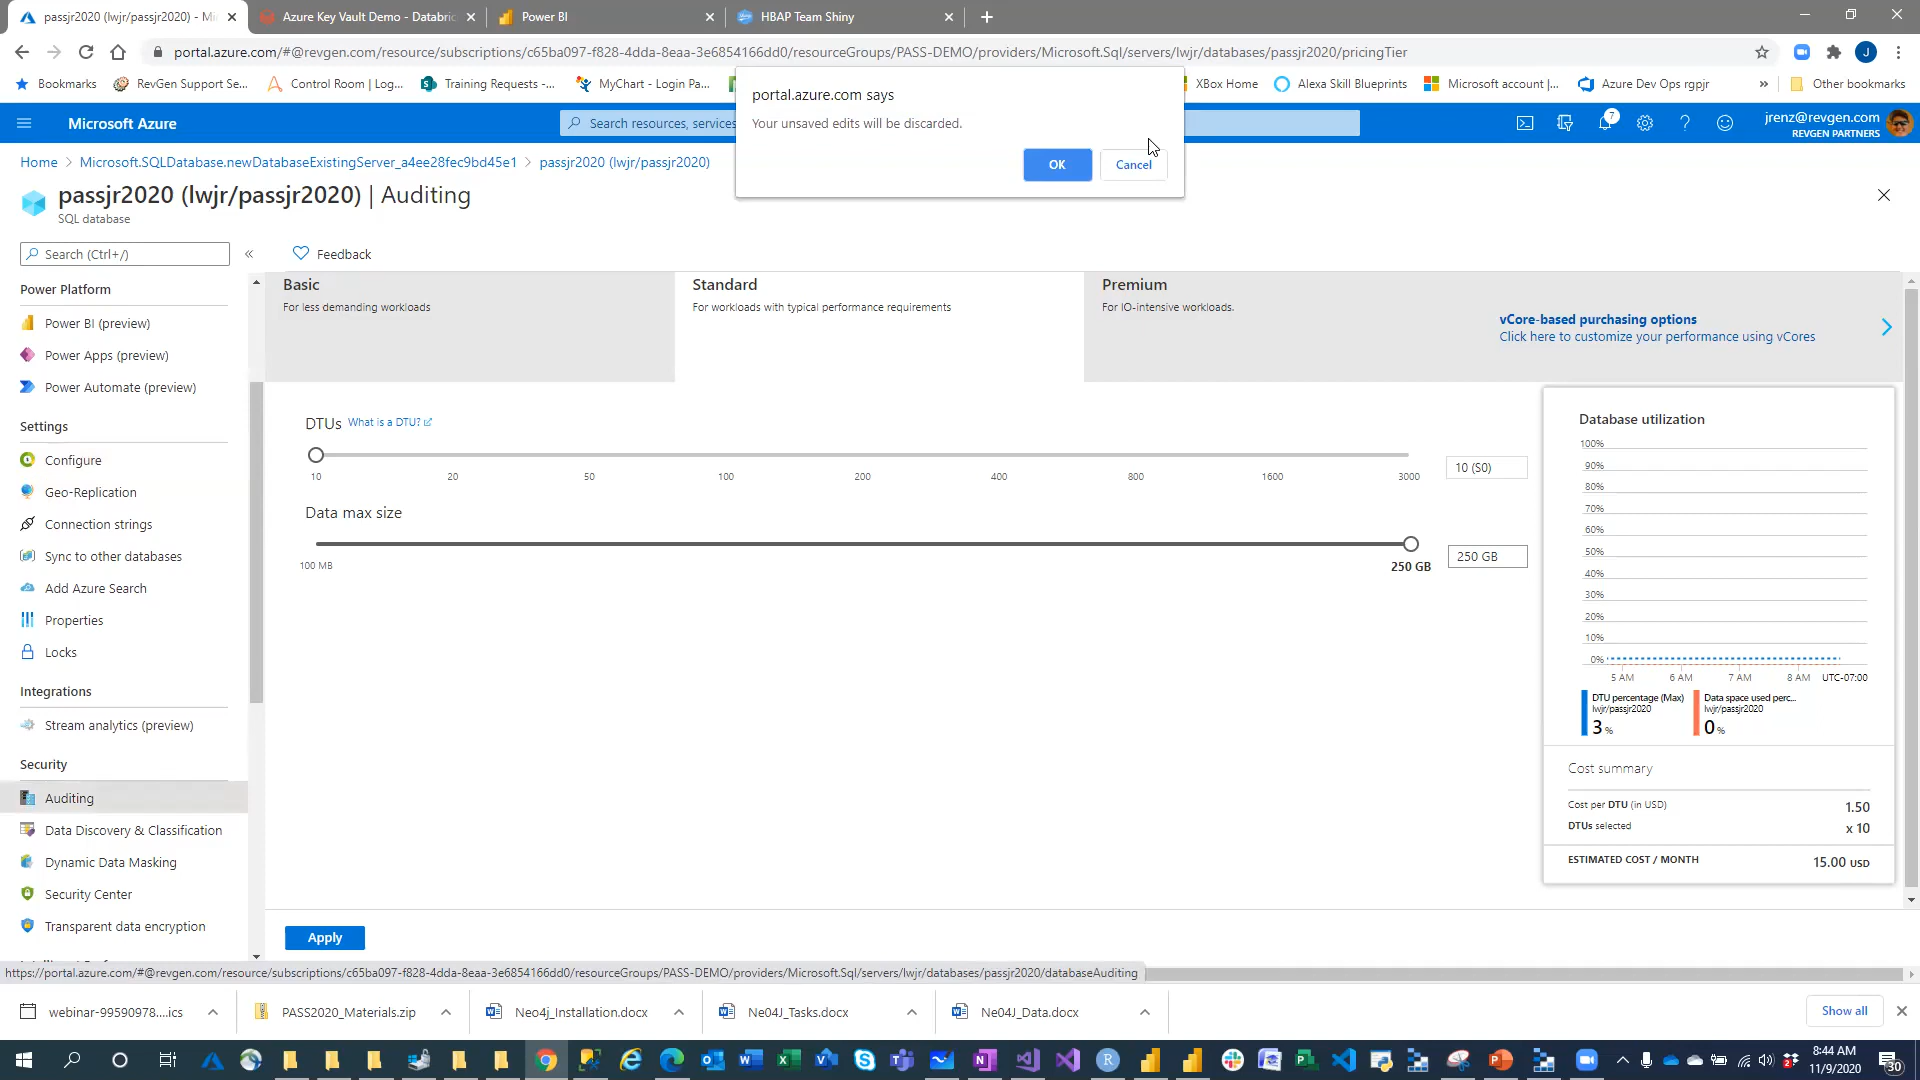 passjr2020 (lwjr/passjr2020) - Mi
Azure Key Vault Demo - Databric
Power BI
HBAP Team Shiny
portal.azure.com/#@revgen.com/resource/subscriptions/c65ba097-f828-4dda-8eaa-3e6854166dd0/resourceGroups/PASS-DEMO/providers/Microsoft.Sql/servers/lwjr/databases/passjr2020/pricingTier
J
Bookmarks
RevGen Support Se...
Control Room | Log...
Training Requests -...
MyChart - Login Pa...
XBox Home
Alexa Skill Blueprints
Microsoft account |...
Azure Dev Ops rgpjr
Other bookmarks
portal.azure.com says
Your unsaved edits will be discarded.
OK
Cancel
Microsoft Azure
Search resources, services
7
jrenz@revgen.com
REVGEN PARTNERS
Home > Microsoft.SQLDatabase.newDatabaseExistingServer_a4ee28fec9bd45e1 > passjr2020 (lwjr/passjr2020)
passjr2020 (lwjr/passjr2020) | Auditing
SQL database
Search (Ctrl+/)
Feedback
Power Platform
Power BI (preview)
Power Apps (preview)
Power Automate (preview)
Settings
Configure
Geo-Replication
Connection strings
Sync to other databases
Add Azure Search
Properties
Locks
Integrations
Stream analytics (preview)
Security
Auditing
Data Discovery & Classification
Dynamic Data Masking
Security Center
Transparent data encryption
Basic
For less demanding workloads
Standard
For workloads with typical performance requirements
Premium
For IO-intensive workloads.
vCore-based purchasing options
Click here to customize your performance using vCores
DTUs What is a DTU?
10 20 50 100 200 400 800 1600 3000
10 (S0)
Data max size
100 MB
250 GB
250 GB
Database utilization
100%
90%
80%
70%
60%
50%
40%
30%
20%
10%
0%
5 AM 6 AM 7 AM 8 AM UTC-07:00
DTU percentage (Max)
lwjr/passjr2020
3 %
Data space used perc...
lwjr/passjr2020
0 %
Cost summary
Cost per DTU (in USD) 1.50
DTUs selected x 10
ESTIMATED COST / MONTH 15.00 USD
Apply
https://portal.azure.com/#@revgen.com/resource/subscriptions/c65ba097-f828-4dda-8eaa-3e6854166dd0/resourceGroups/PASS-DEMO/providers/Microsoft.Sql/servers/lwjr/databases/passjr2020/databaseAuditing
webinar-99590978....ics
PASS2020_Materials.zip
Neo4j_Installation.docx
Ne04J_Tasks.docx
Ne04J_Data.docx
Show all
8:44 AM
11/9/2020
30